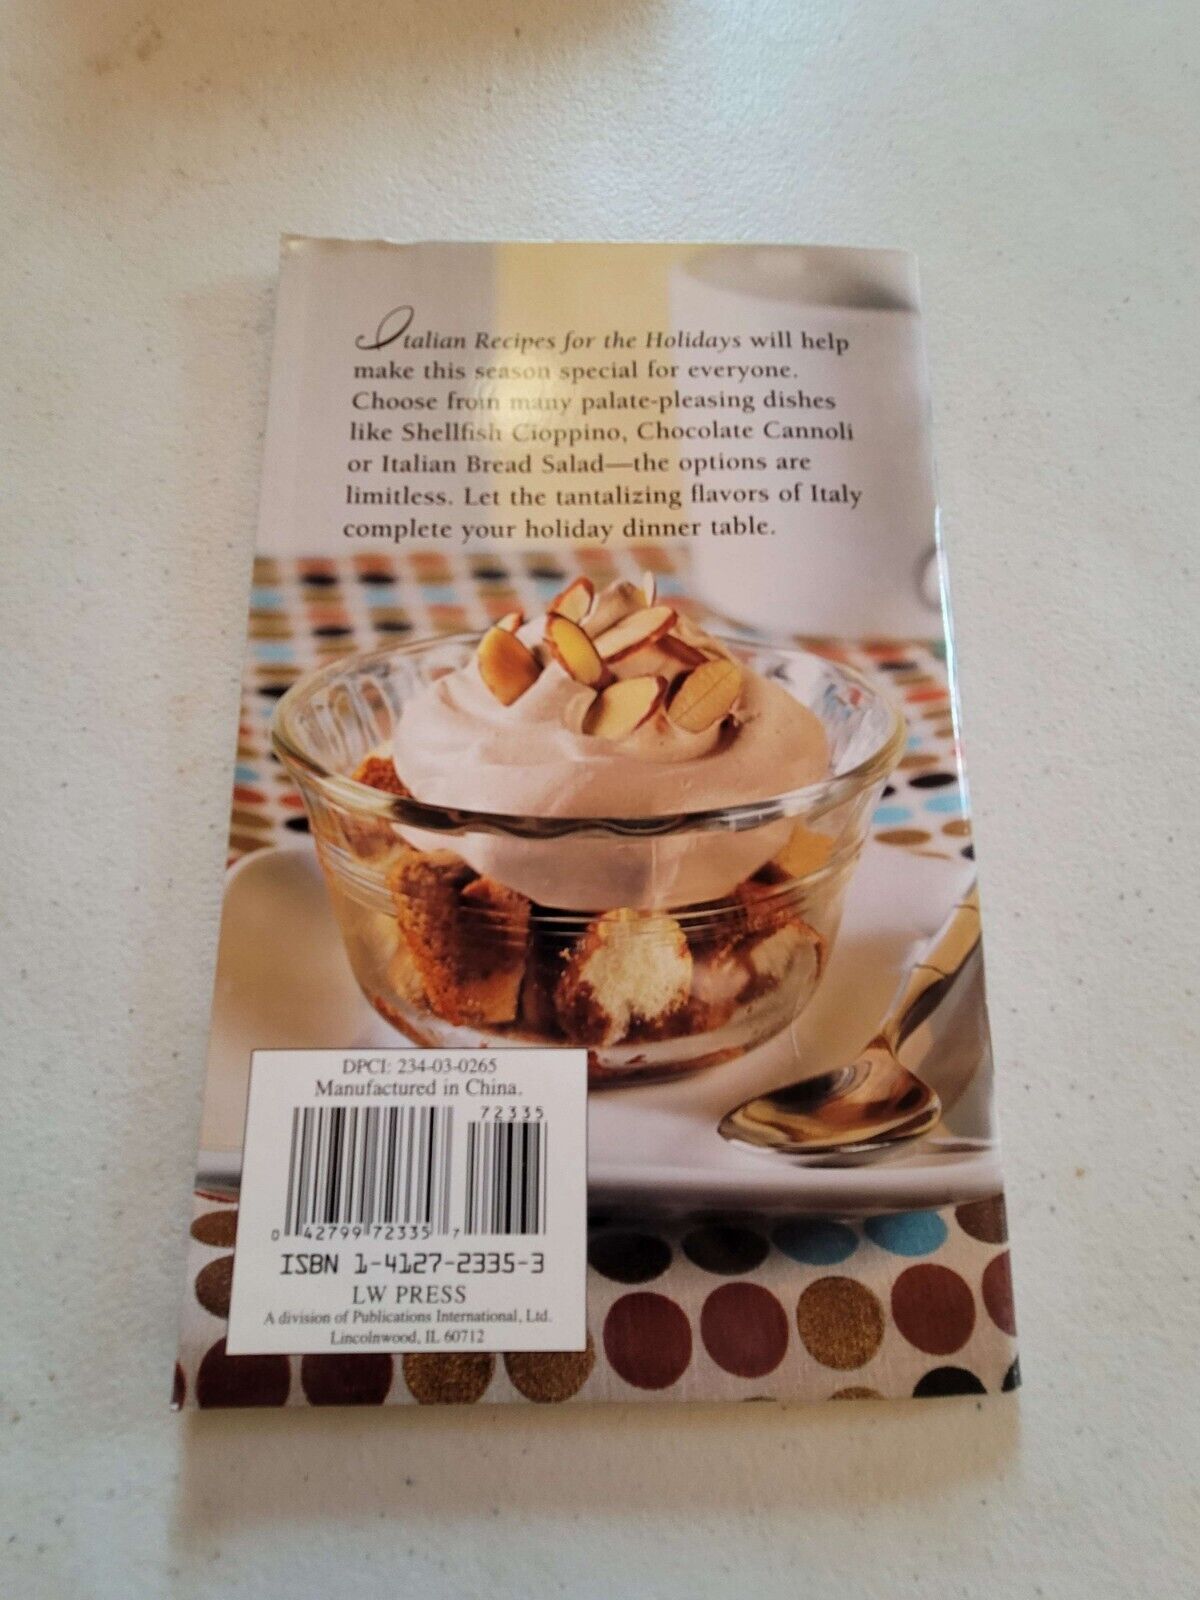 Italian Recipes for the Holidays will help
make this season special for everyone.
Choose from many palate-pleasing dishes
like Shellfish Cioppino, Chocolate Cannoli
or Italian Bread Salad—the options are
limitless. Let the tantalizing flavors of Italy
complete your holiday dinner table.
DPCI: 234-03-0265
Manufactured in China.
72335
0 42799 72335 7
ISBN 1-4127-2335-3
LW PRESS
A division of Publications International, Ltd.
Lincolnwood, IL 60712